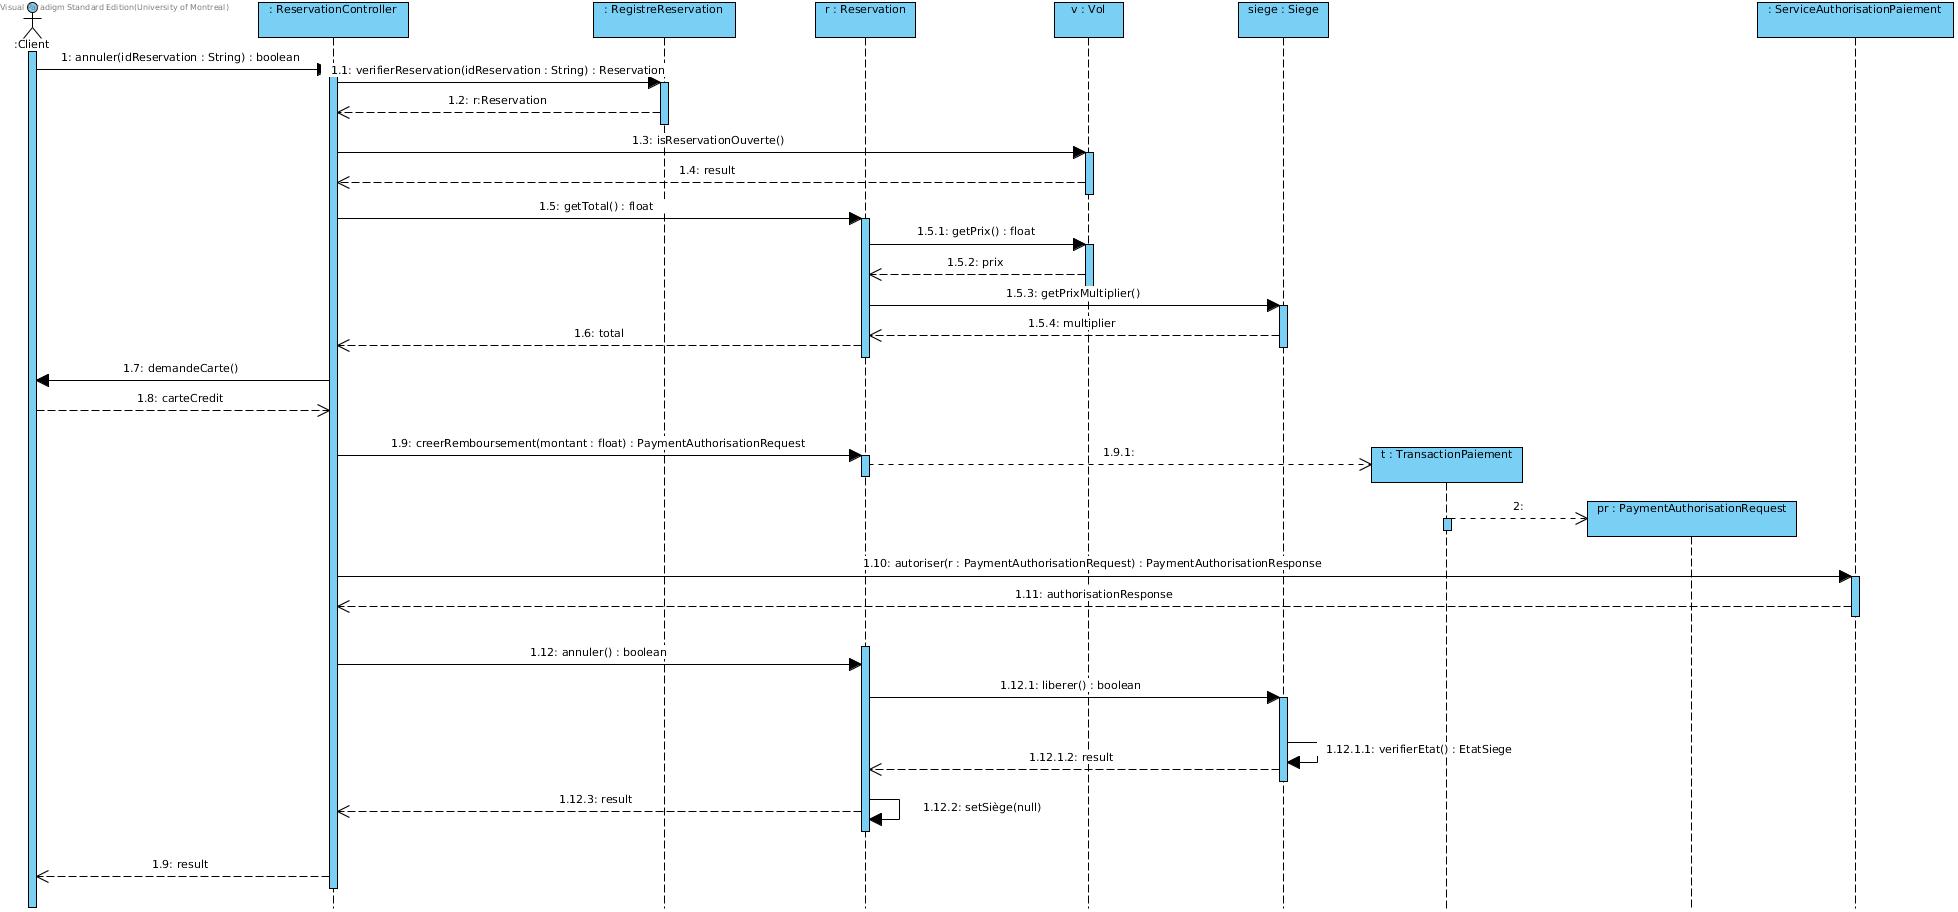 Visual Paradigm Standard Edition(University of Montreal)
:Client
: ReservationController
: RegistreReservation
r : Reservation
v : Vol
siege : Siege
: ServiceAuthorisationPaiement
1: annuler(idReservation : String) : boolean
1.1: verifierReservation(idReservation : String) : Reservation
1.2: r:Reservation
1.3: isReservationOuverte()
1.4: result
1.5: getTotal() : float
1.5.1: getPrix() : float
1.5.2: prix
1.5.3: getPrixMultiplier()
1.5.4: multiplier
1.6: total
1.7: demandeCarte()
1.8: carteCredit
1.9: creerRemboursement(montant : float) : PaymentAuthorisationRequest
1.9.1:
t : TransactionPaiement
2:
pr : PaymentAuthorisationRequest
1.10: autoriser(r : PaymentAuthorisationRequest) : PaymentAuthorisationResponse
1.11: authorisationResponse
1.12: annuler() : boolean
1.12.1: liberer() : boolean
1.12.1.1: verifierEtat() : EtatSiege
1.12.1.2: result
1.12.3: result
1.12.2: setSiège(null)
1.9: result